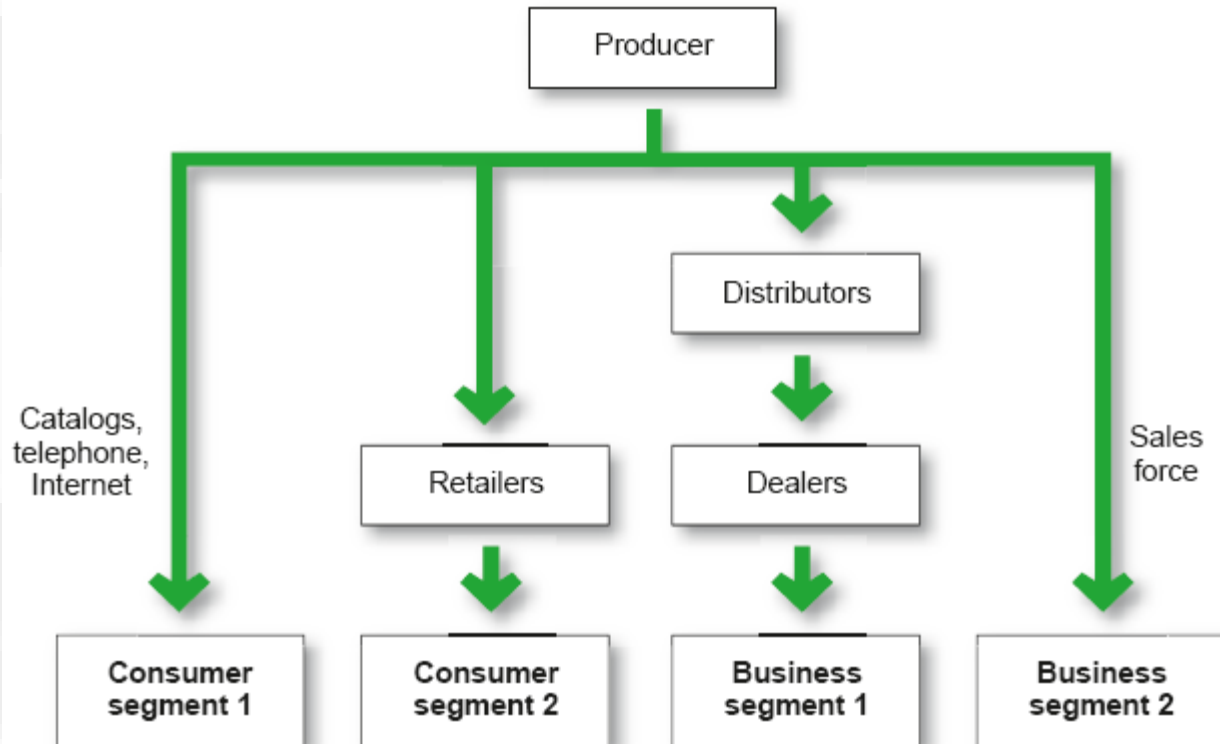 Producer
Distributors
Catalogs,
telephone,
Internet
Sales
force
Retailers
Dealers
Consumer
segment 1
Consumer
segment 2
Business
segment 1
Business
segment 2